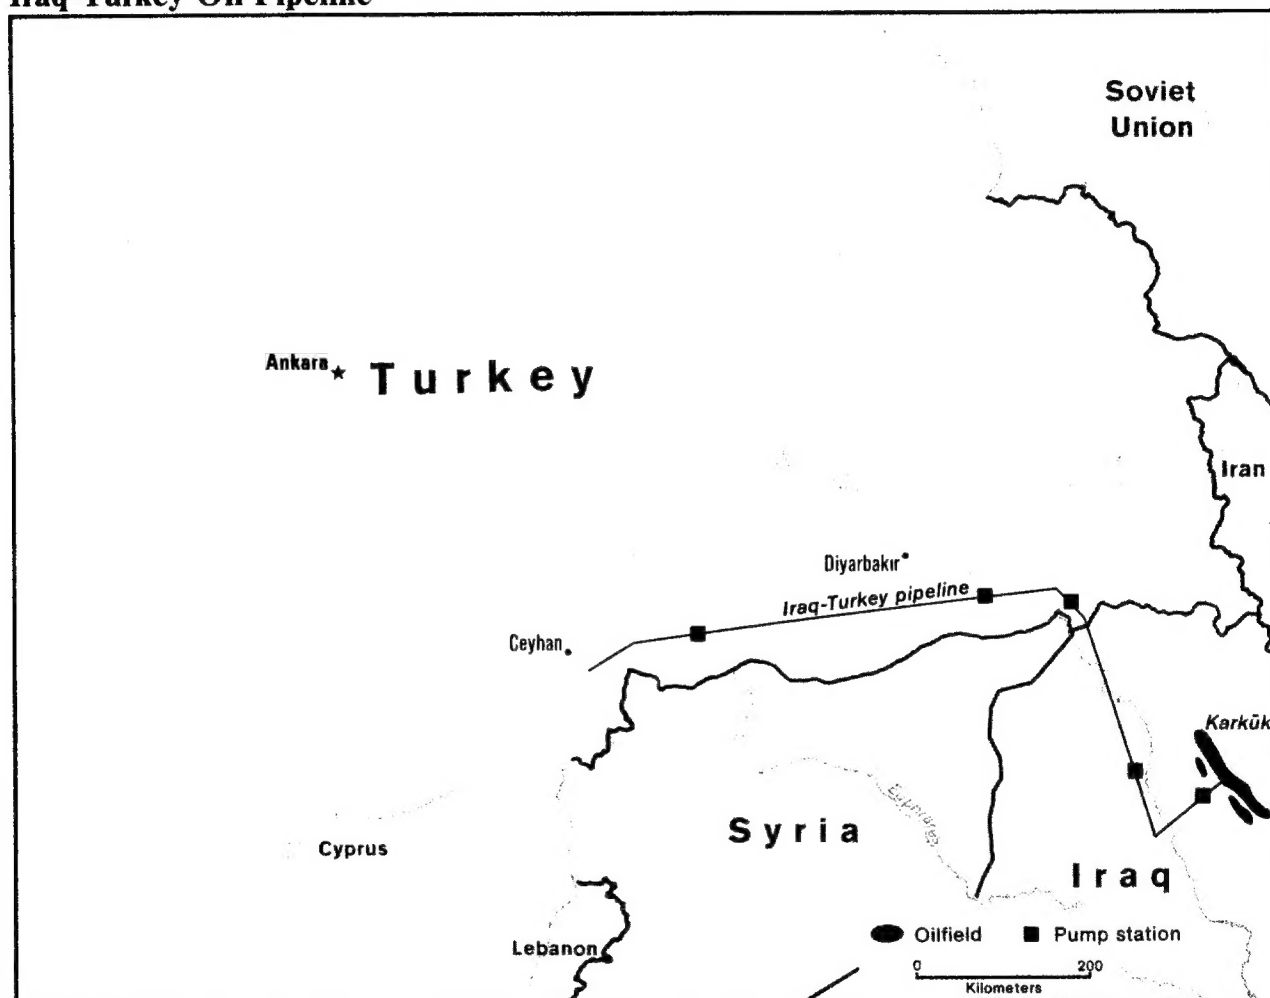 Iraq-Turkey Oil Pipeline
Soviet
Union
Ankara
Turkey
Iran
Diyarbakır
Iraq-Turkey pipeline
Ceyhan
Karkūk
Euphrates
Syria
Cyprus
Iraq
Lebanon
Oilfield
Pump station
0 200
Kilometers